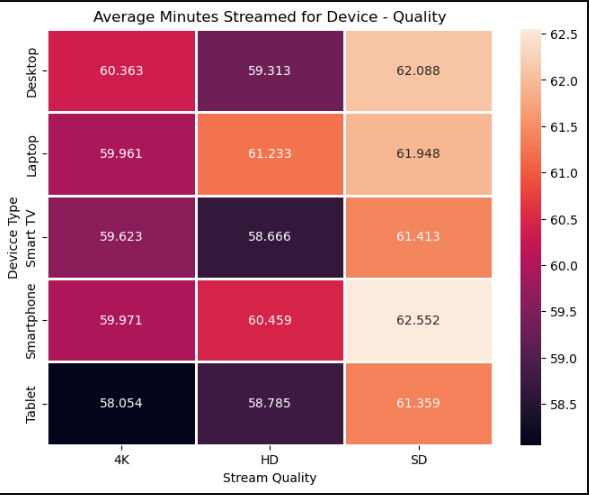 Average Minutes Streamed for Device - Quality
Devicce Type
Desktop 60.363 59.313 62.088
Laptop 59.961 61.233 61.948
Smart TV 59.623 58.666 61.413
Smartphone 59.971 60.459 62.552
Tablet 58.054 58.785 61.359
4K HD SD
Stream Quality
62.5
62.0
61.5
61.0
60.5
60.0
59.5
59.0
58.5